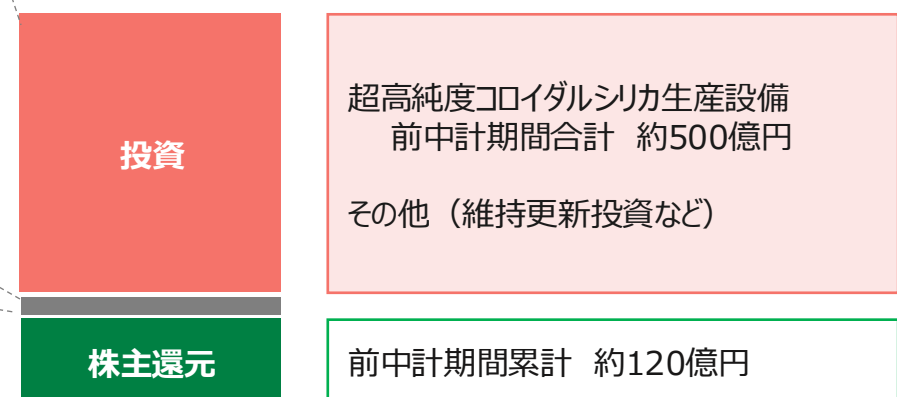 投資
超高純度コロイダルシリカ生産設備
前中計期間合計 約500億円
その他（維持更新投資など）
株主還元
前中計期間累計 約120億円